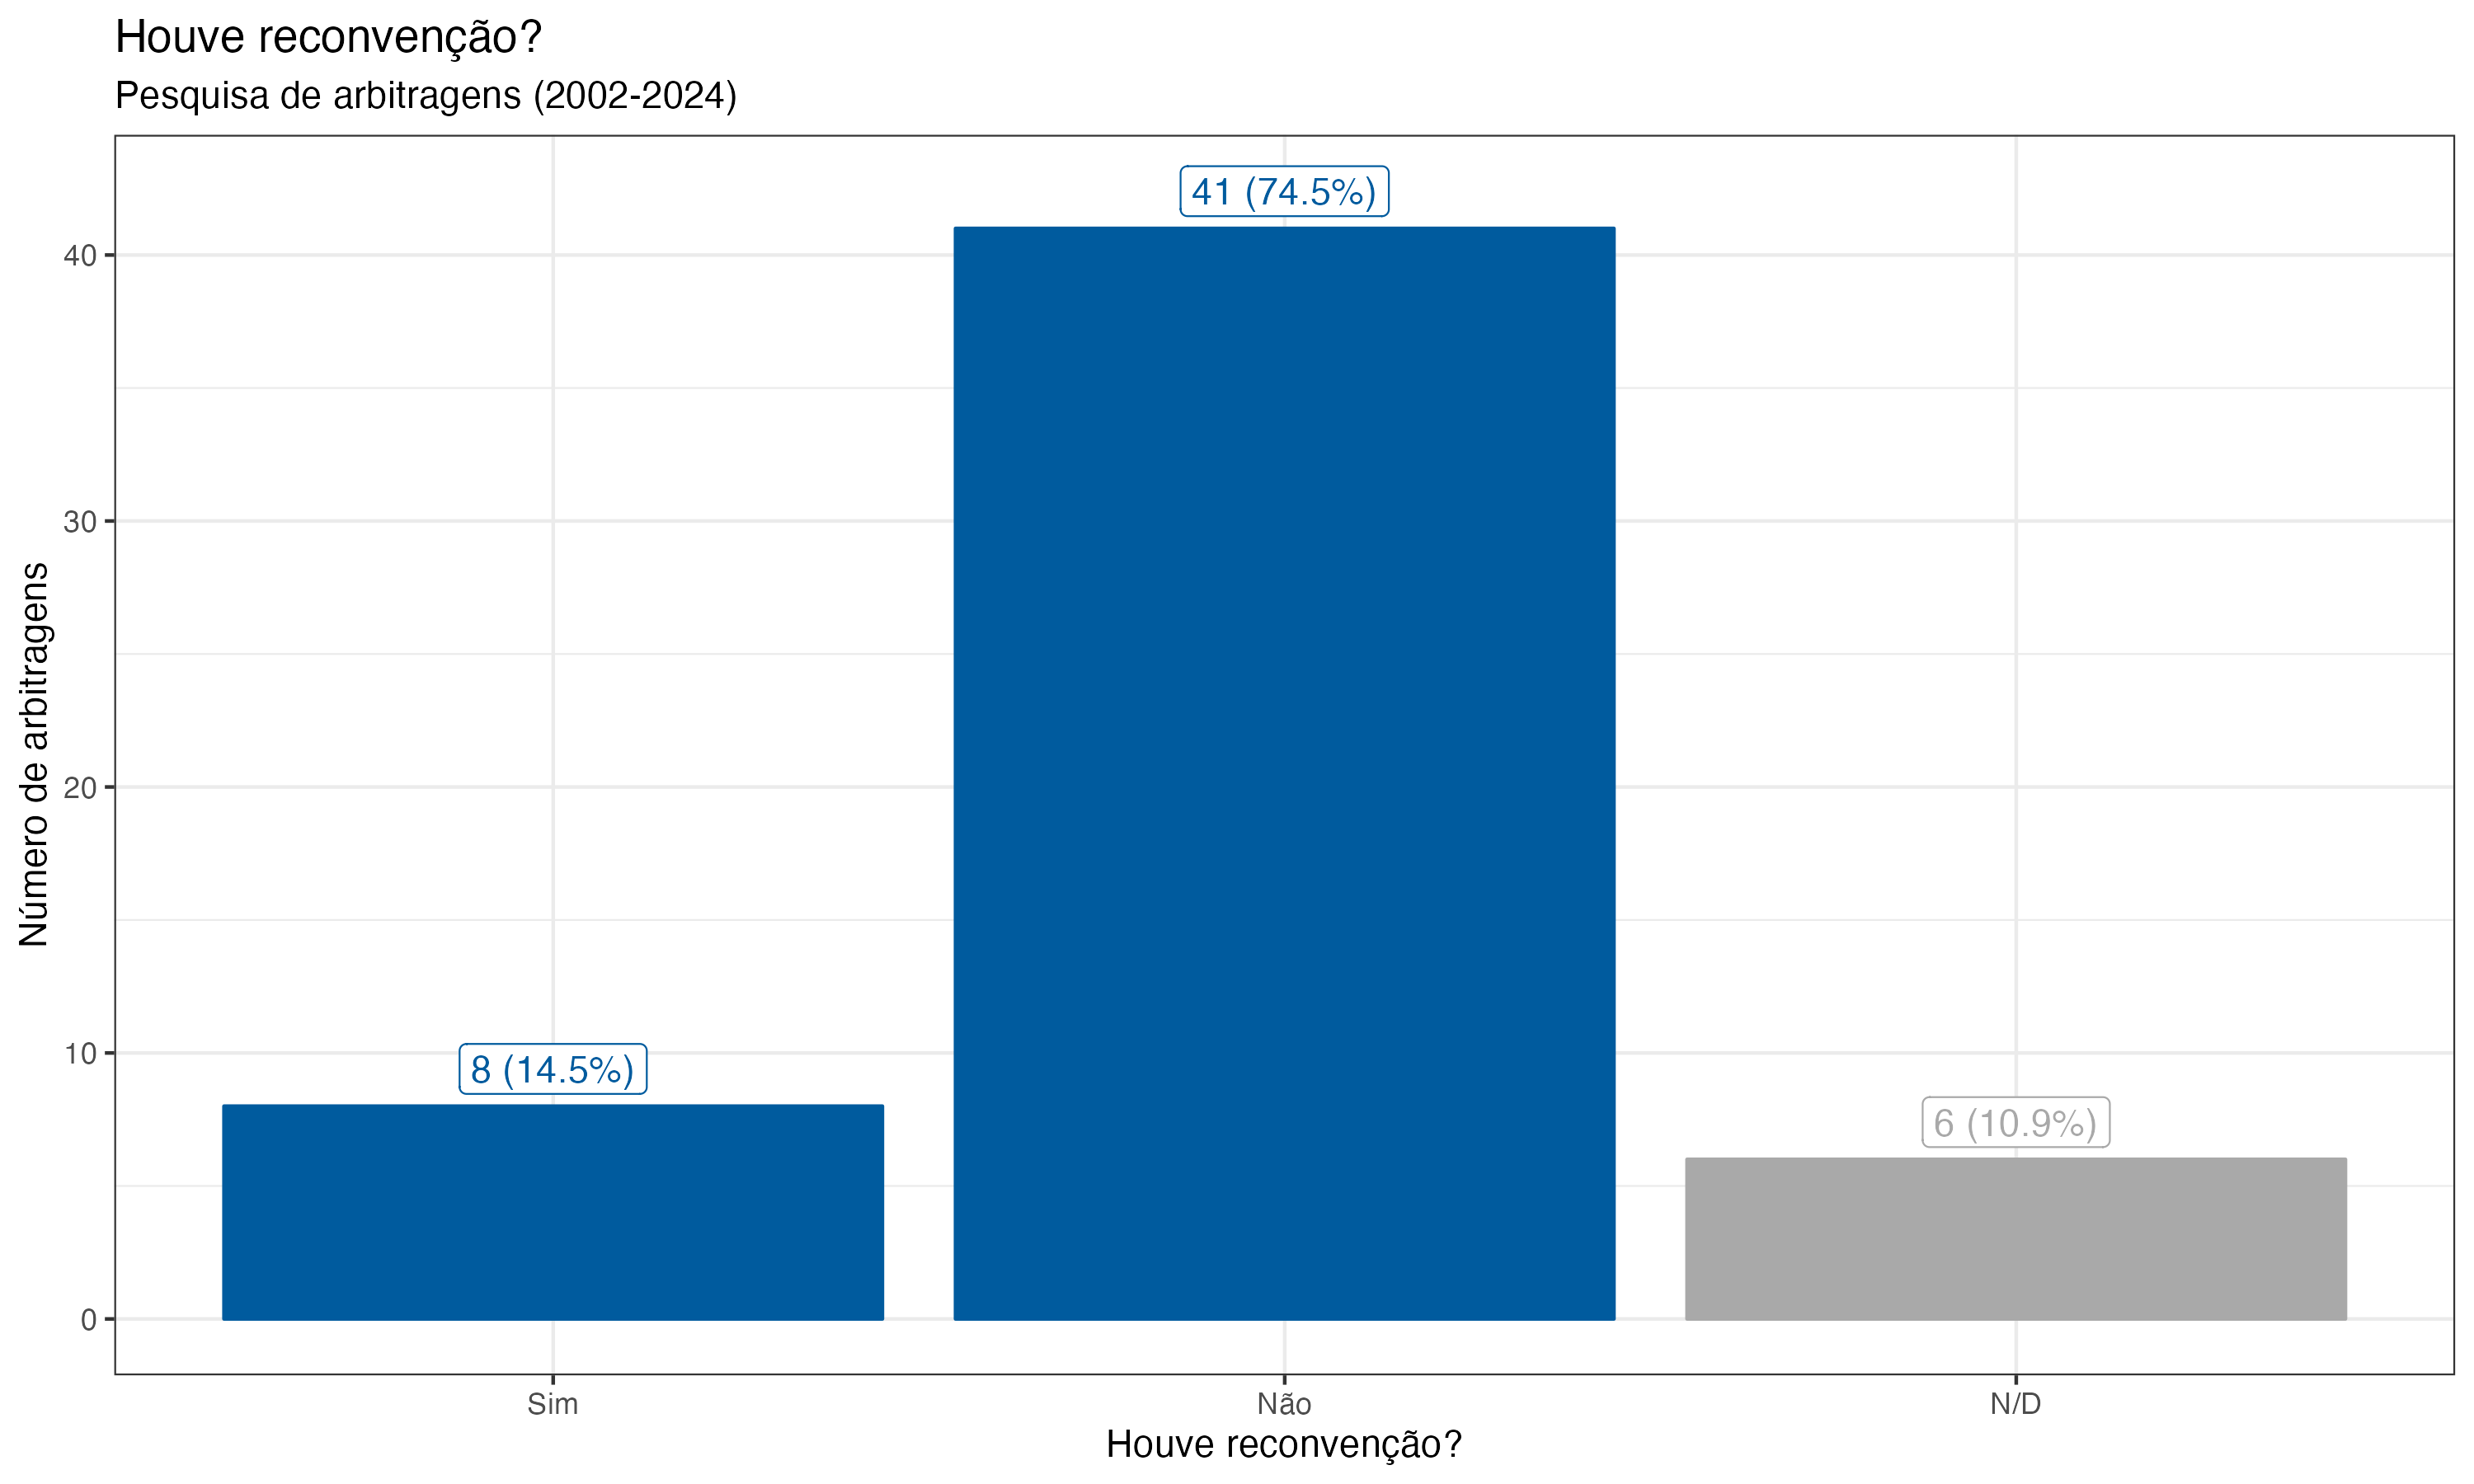 Houve reconvenção?
Pesquisa de arbitragens (2002-2024)
Número de arbitragens
40
30
20
10
0
41 (74.5%)
8 (14.5%)
6 (10.9%)
Sim
Não
N/D
Houve reconvenção?